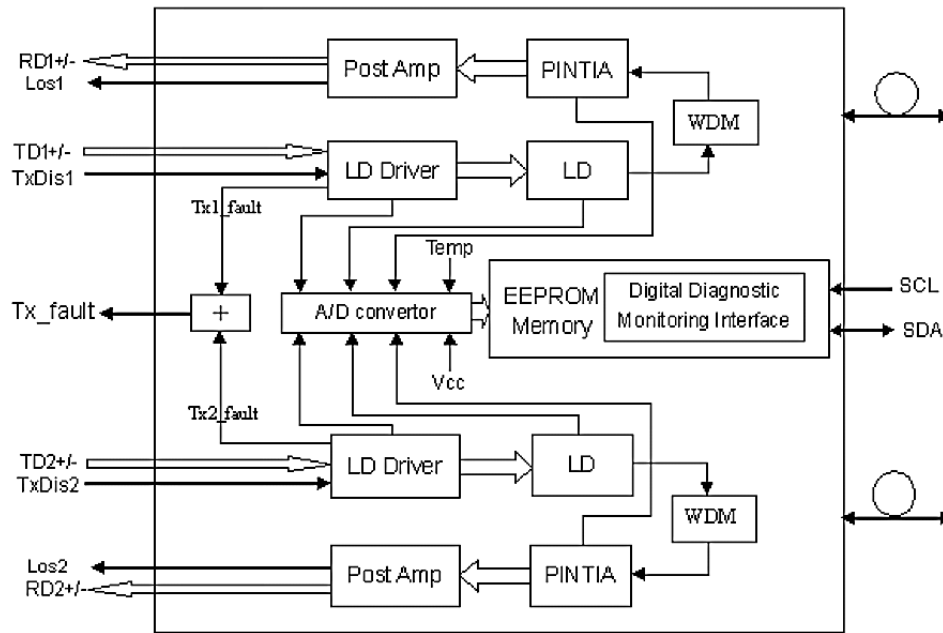 RD1+/-
Los1
Post Amp
PINTIA
WDM
TD1+/-
TxDis1
LD Driver
LD
Tx1_fault
Temp
Tx_fault
+
A/D convertor
EEPROM
Memory
Digital Diagnostic
Monitoring Interface
SCL
SDA
Vcc
Tx2_fault
TD2+/-
TxDis2
LD Driver
LD
WDM
Los2
RD2+/-
Post Amp
PINTIA